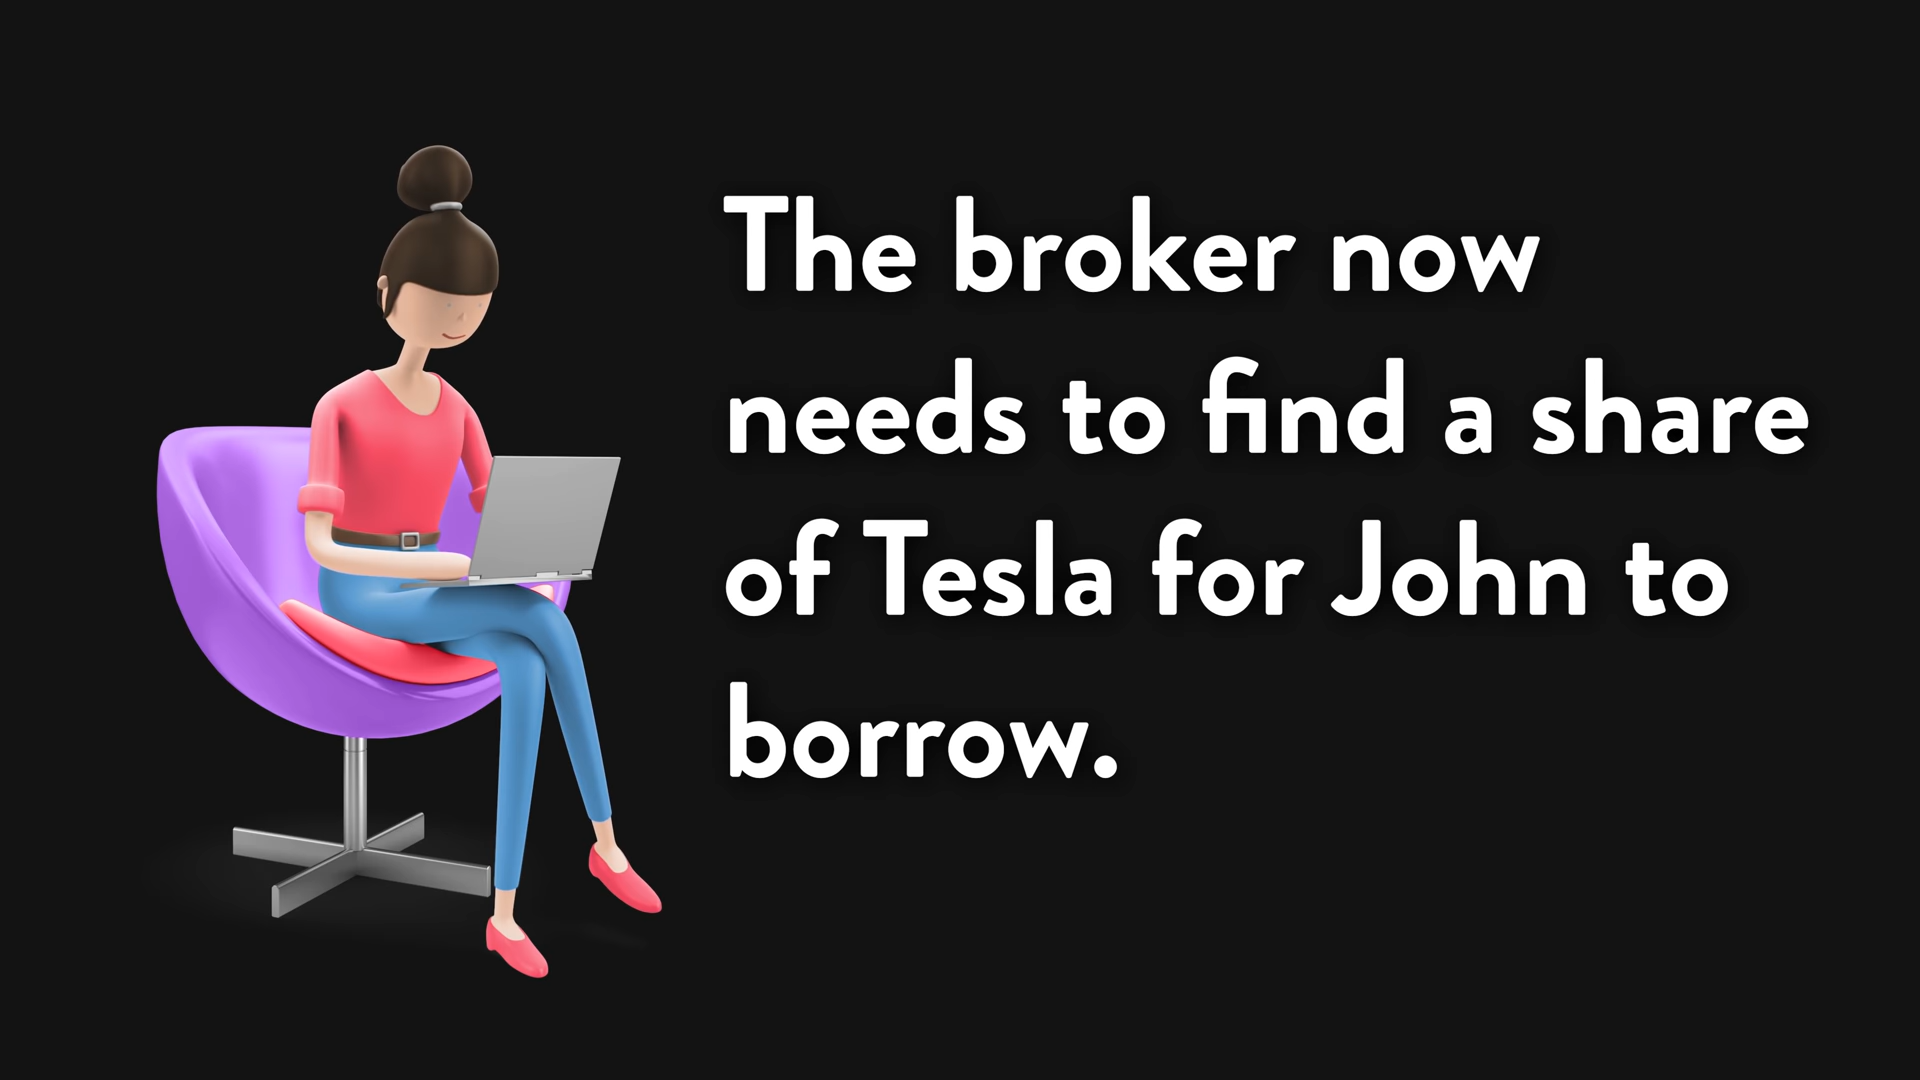 The broker now
needs to find a share
of Tesla for John to
borrow.